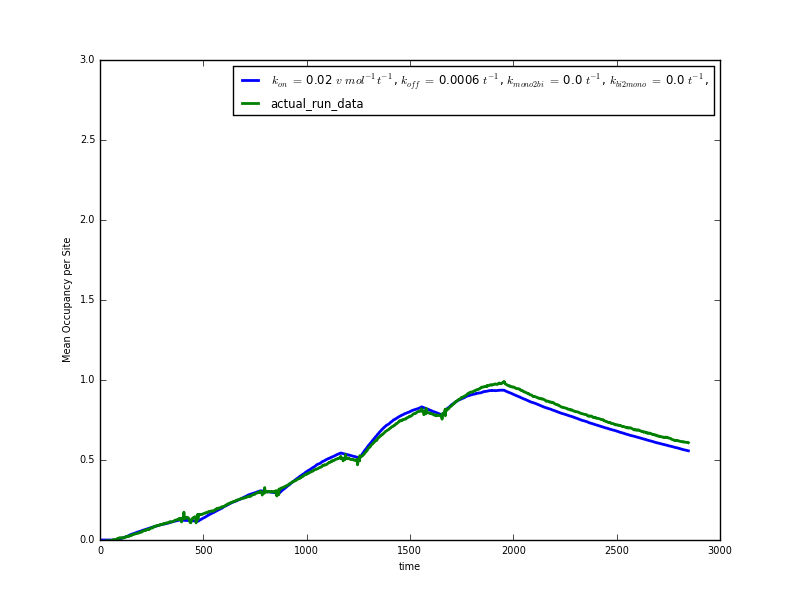 k_on = 0.02 v mol^−1 t^−1, k_off = 0.0006 t^−1, k_mono2bi = 0.0 t^−1, k_bi2mono = 0.0 t^−1,
actual_run_data
3.0
2.5
2.0
1.5
1.0
0.5
0.0
Mean Occupancy per Site
0 500 1000 1500 2000 2500 3000
time